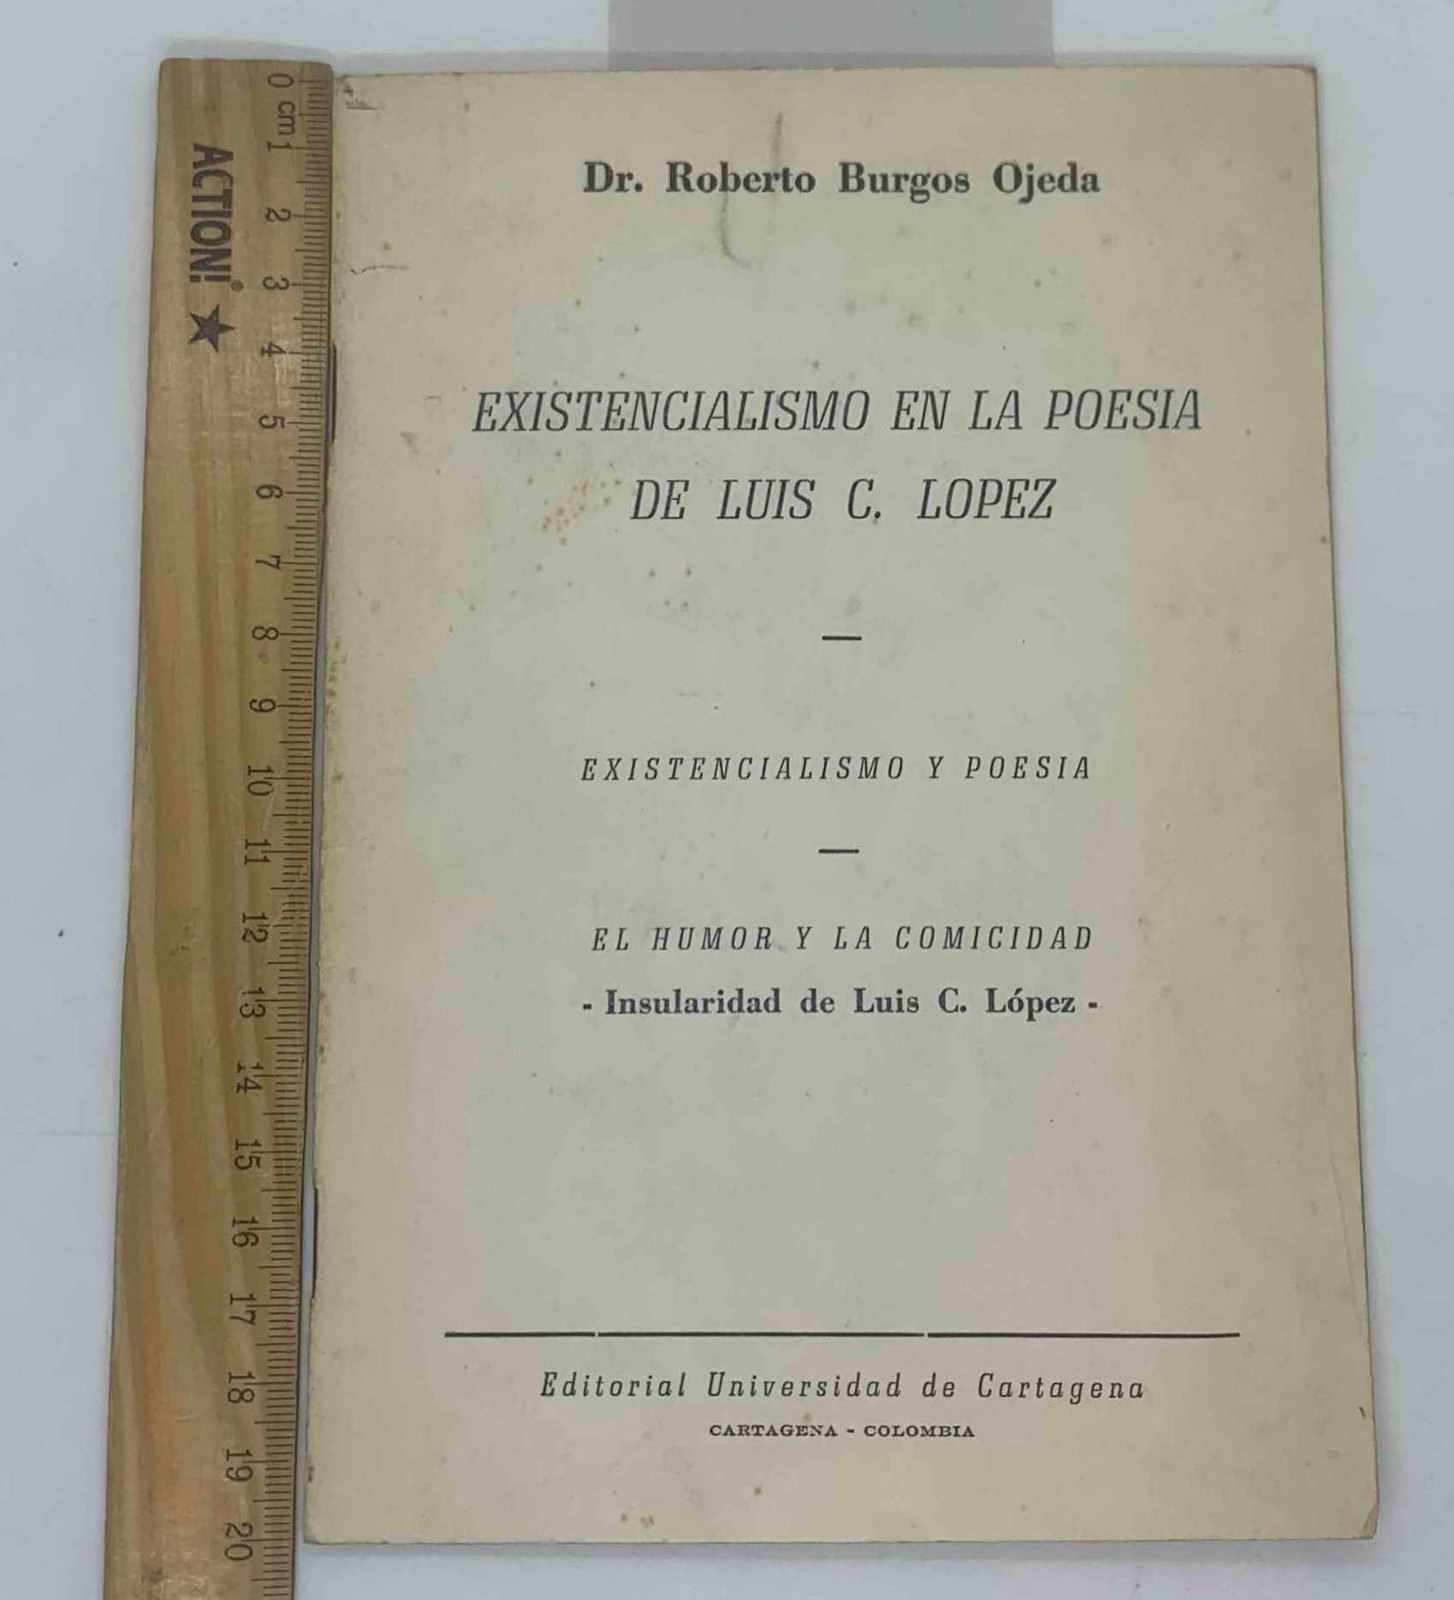 Dr. Roberto Burgos Ojeda
EXISTENCIALISMO EN LA POESIA
DE LUIS C. LOPEZ
EXISTENCIALISMO Y POESIA
EL HUMOR Y LA COMICIDAD
- Insularidad de Luis C. López -
Editorial Universidad de Cartagena
CARTAGENA - COLOMBIA
ACTION!®
0 cm 1 2 3 4 5 6 7 8 9 10 11 12 13 14 15 16 17 18 19 20